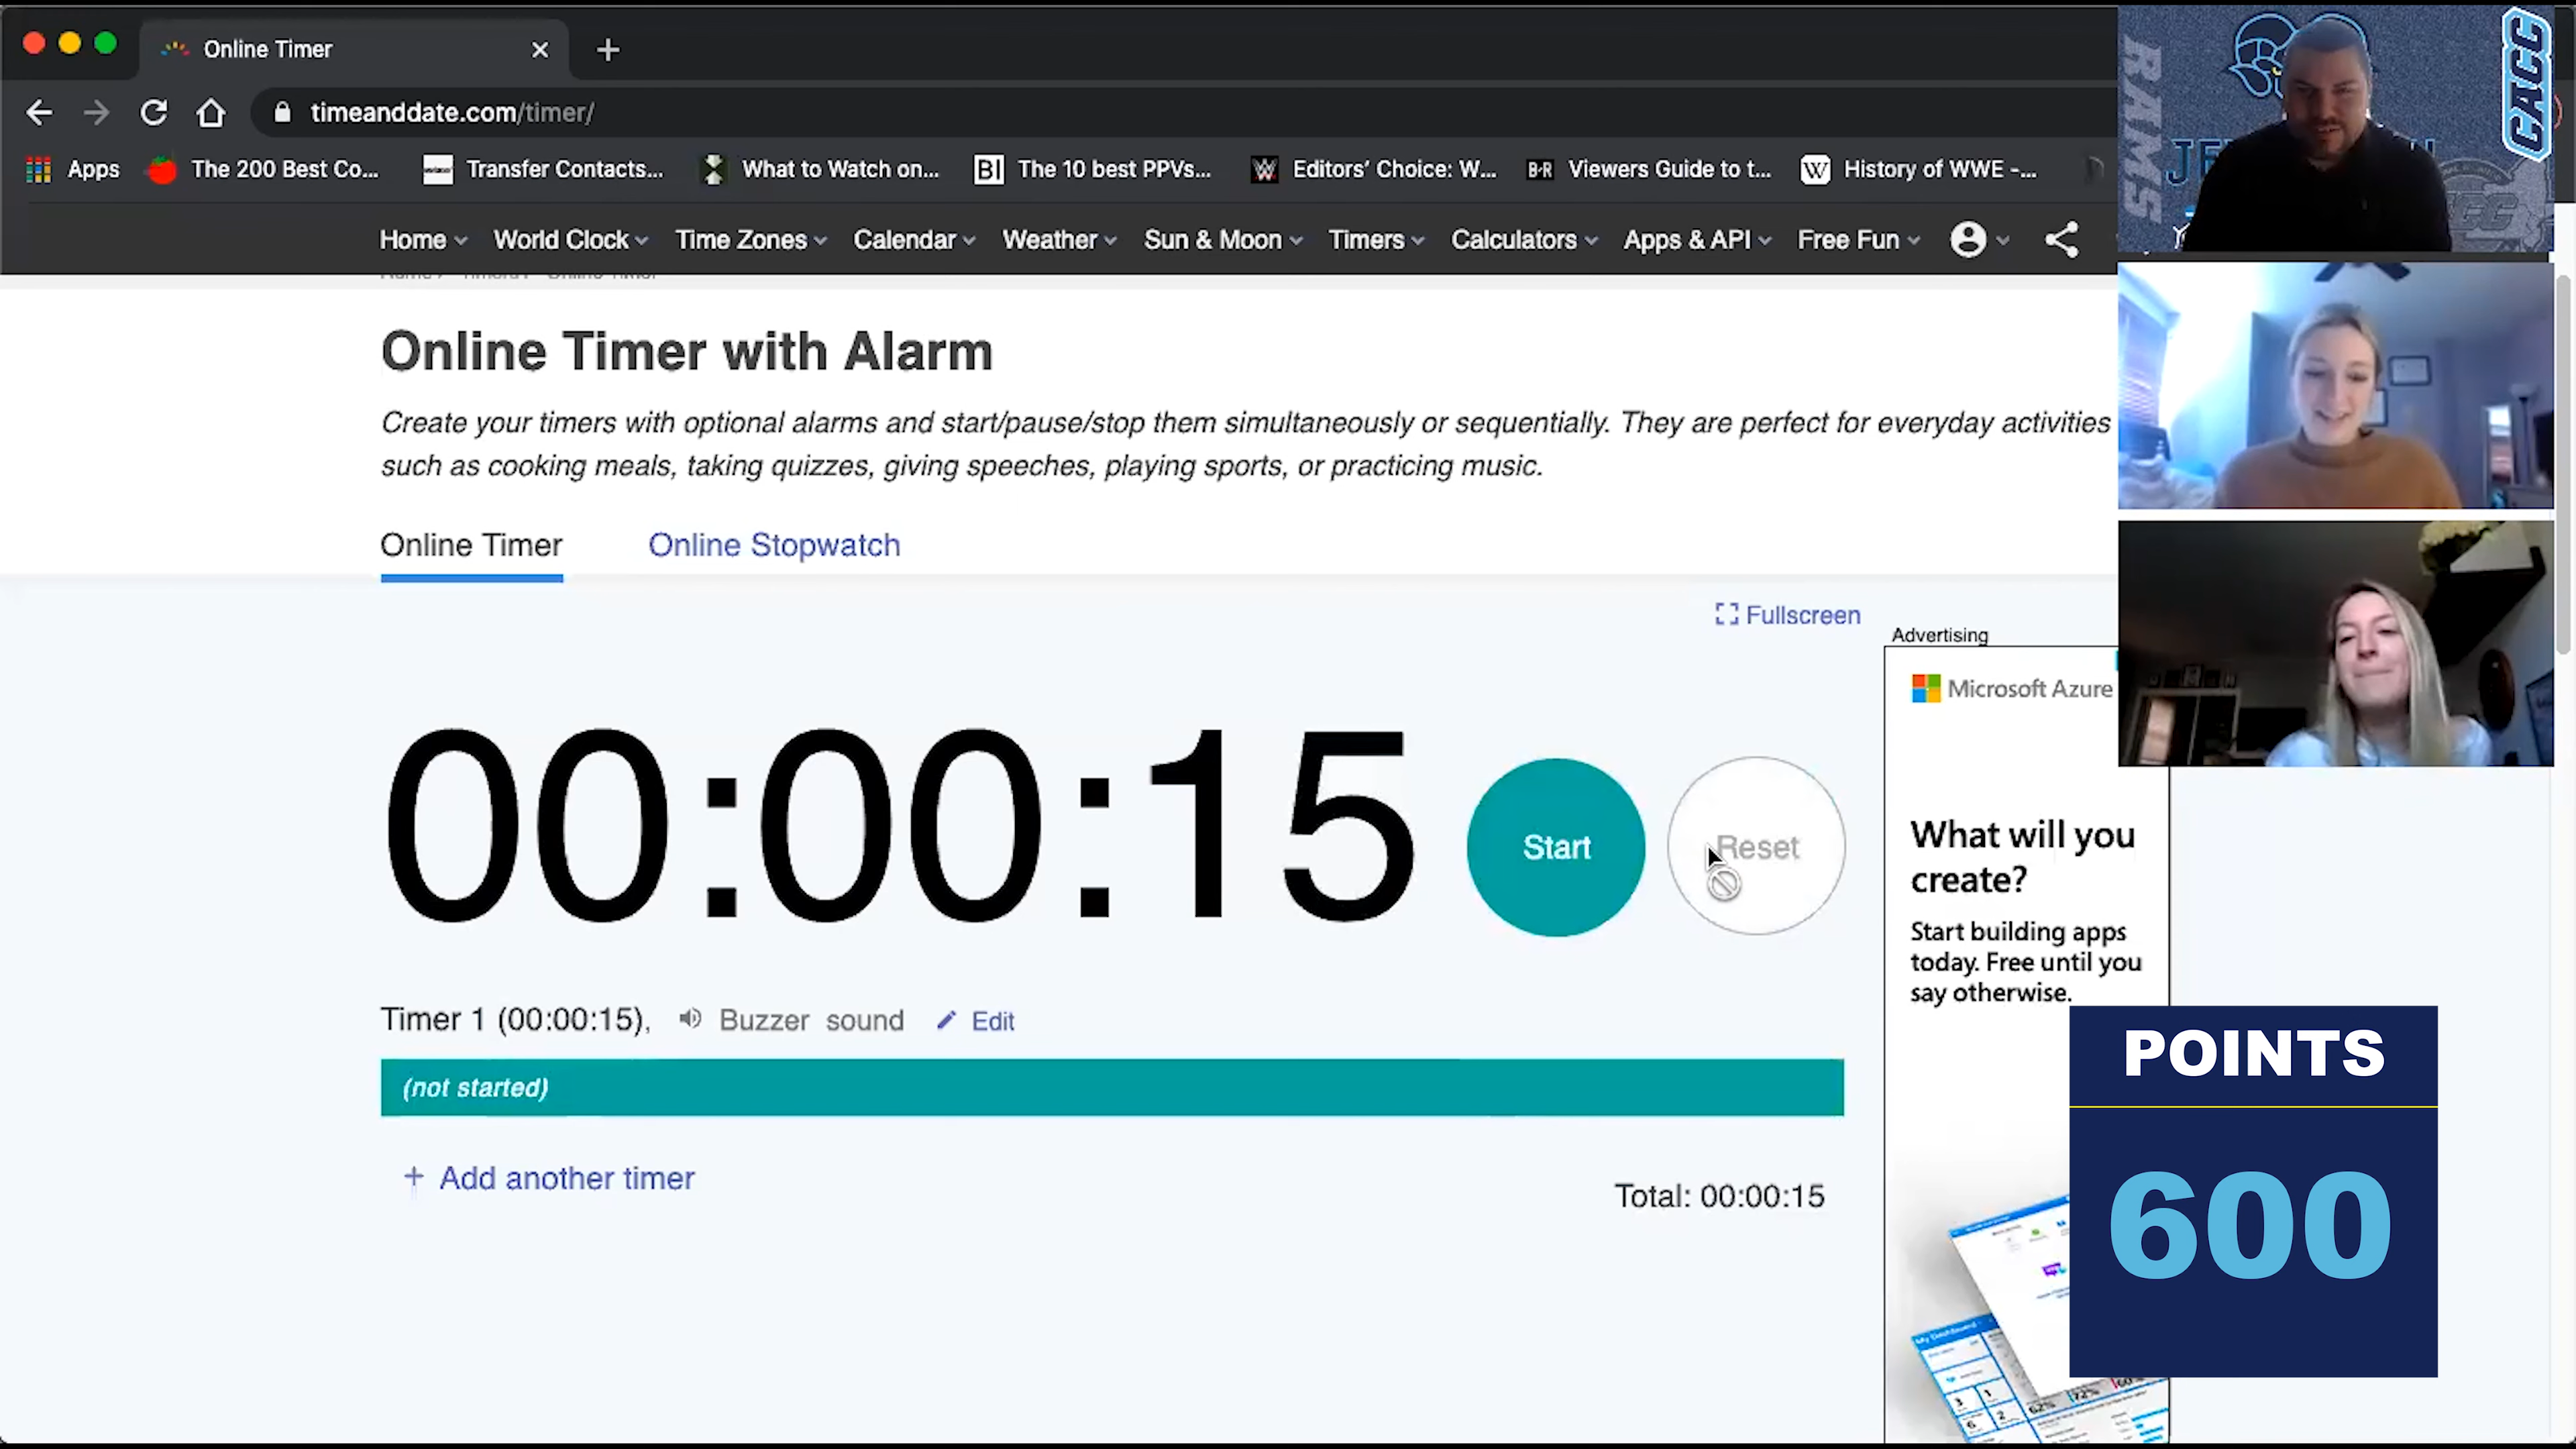 Online Timer
timeanddate.com/timer/
Apps The 200 Best Co... Transfer Contacts... What to Watch on... BI The 10 best PPVs... Editors' Choice: W... B·R Viewers Guide to t... W History of WWE -...
Home World Clock Time Zones Calendar Weather Sun & Moon Timers Calculators Apps & API Free Fun
RAMS
CACC
Online Timer with Alarm
Create your timers with optional alarms and start/pause/stop them simultaneously or sequentially. They are perfect for everyday activities
such as cooking meals, taking quizzes, giving speeches, playing sports, or practicing music.
Online Timer Online Stopwatch
Fullscreen
Advertising
Microsoft Azure
00:00:15 Start Reset
What will you
create?
Start building apps
today. Free until you
say otherwise.
Timer 1 (00:00:15), Buzzer sound Edit
(not started)
+ Add another timer
Total: 00:00:15
POINTS
600
My Dashboard
62%
72%